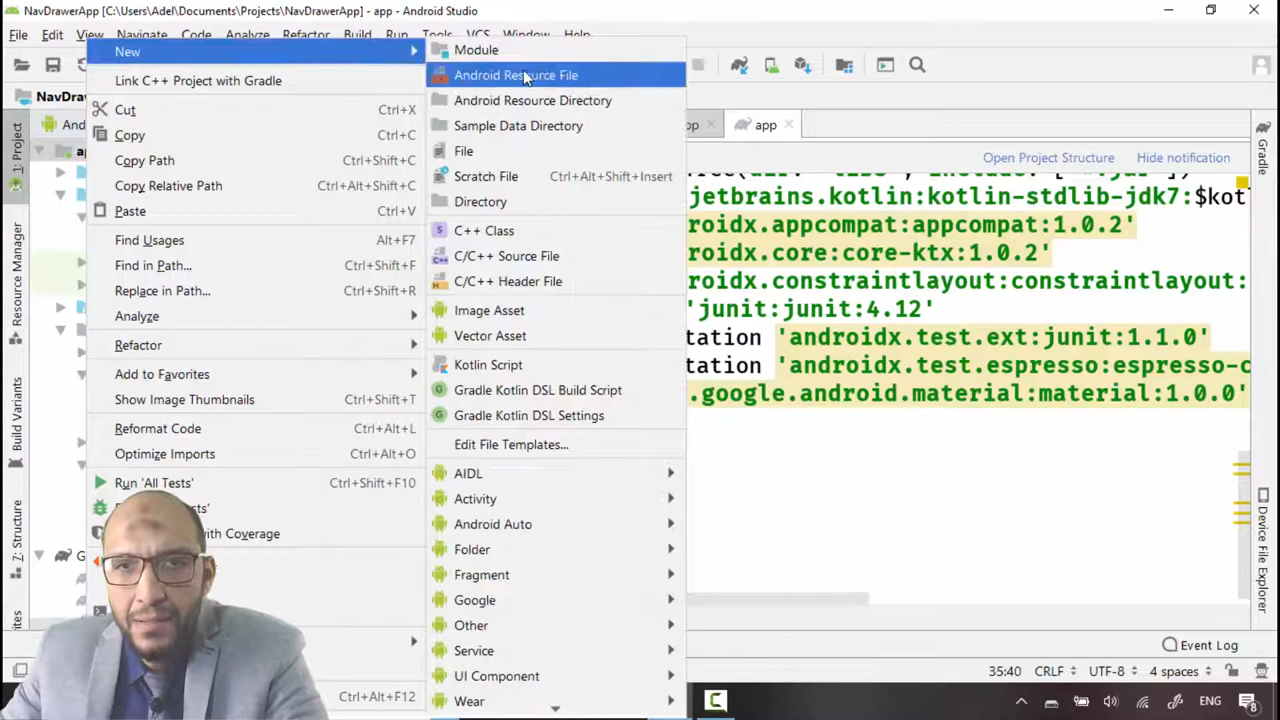 NavDrawerApp [C:\Users\Adel\Documents\Projects\NavDrawerApp] - app - Android Studio
File Edit View Navigate Code Analyze Refactor Build Run Tools VCS Window Help
New
Link C++ Project with Gradle
Cut Ctrl+X
Copy Ctrl+C
Copy Path Ctrl+Shift+C
Copy Relative Path Ctrl+Alt+Shift+C
Paste Ctrl+V
Find Usages Alt+F7
Find in Path... Ctrl+Shift+F
Replace in Path... Ctrl+Shift+R
Analyze
Refactor
Add to Favorites
Show Image Thumbnails Ctrl+Shift+T
Reformat Code Ctrl+Alt+L
Optimize Imports Ctrl+Alt+O
Run 'All Tests' Ctrl+Shift+F10
with Coverage
Ctrl+Alt+F12
Module
Android Resource File
Android Resource Directory
Sample Data Directory
File
Scratch File Ctrl+Alt+Shift+Insert
Directory
C++ Class
C/C++ Source File
C/C++ Header File
Image Asset
Vector Asset
Kotlin Script
Gradle Kotlin DSL Build Script
Gradle Kotlin DSL Settings
Edit File Templates...
AIDL
Activity
Android Auto
Folder
Fragment
Google
Other
Service
UI Component
Wear
app
Open Project Structure Hide notification
jetbrains.kotlin:kotlin-stdlib-jdk7:$kot
roidx.appcompat:appcompat:1.0.2'
roidx.core:core-ktx:1.0.2'
roidx.constraintlayout:constraintlayout:
'junit:junit:4.12'
tation 'androidx.test.ext:junit:1.1.0'
tation 'androidx.test.espresso:espresso-c
.google.android.material:material:1.0.0'
1: Project
Resource Manager
Build Variants
7: Structure
Gradle
Device File Explorer
Event Log
35:40 CRLF UTF-8 4 spaces
ENG
8